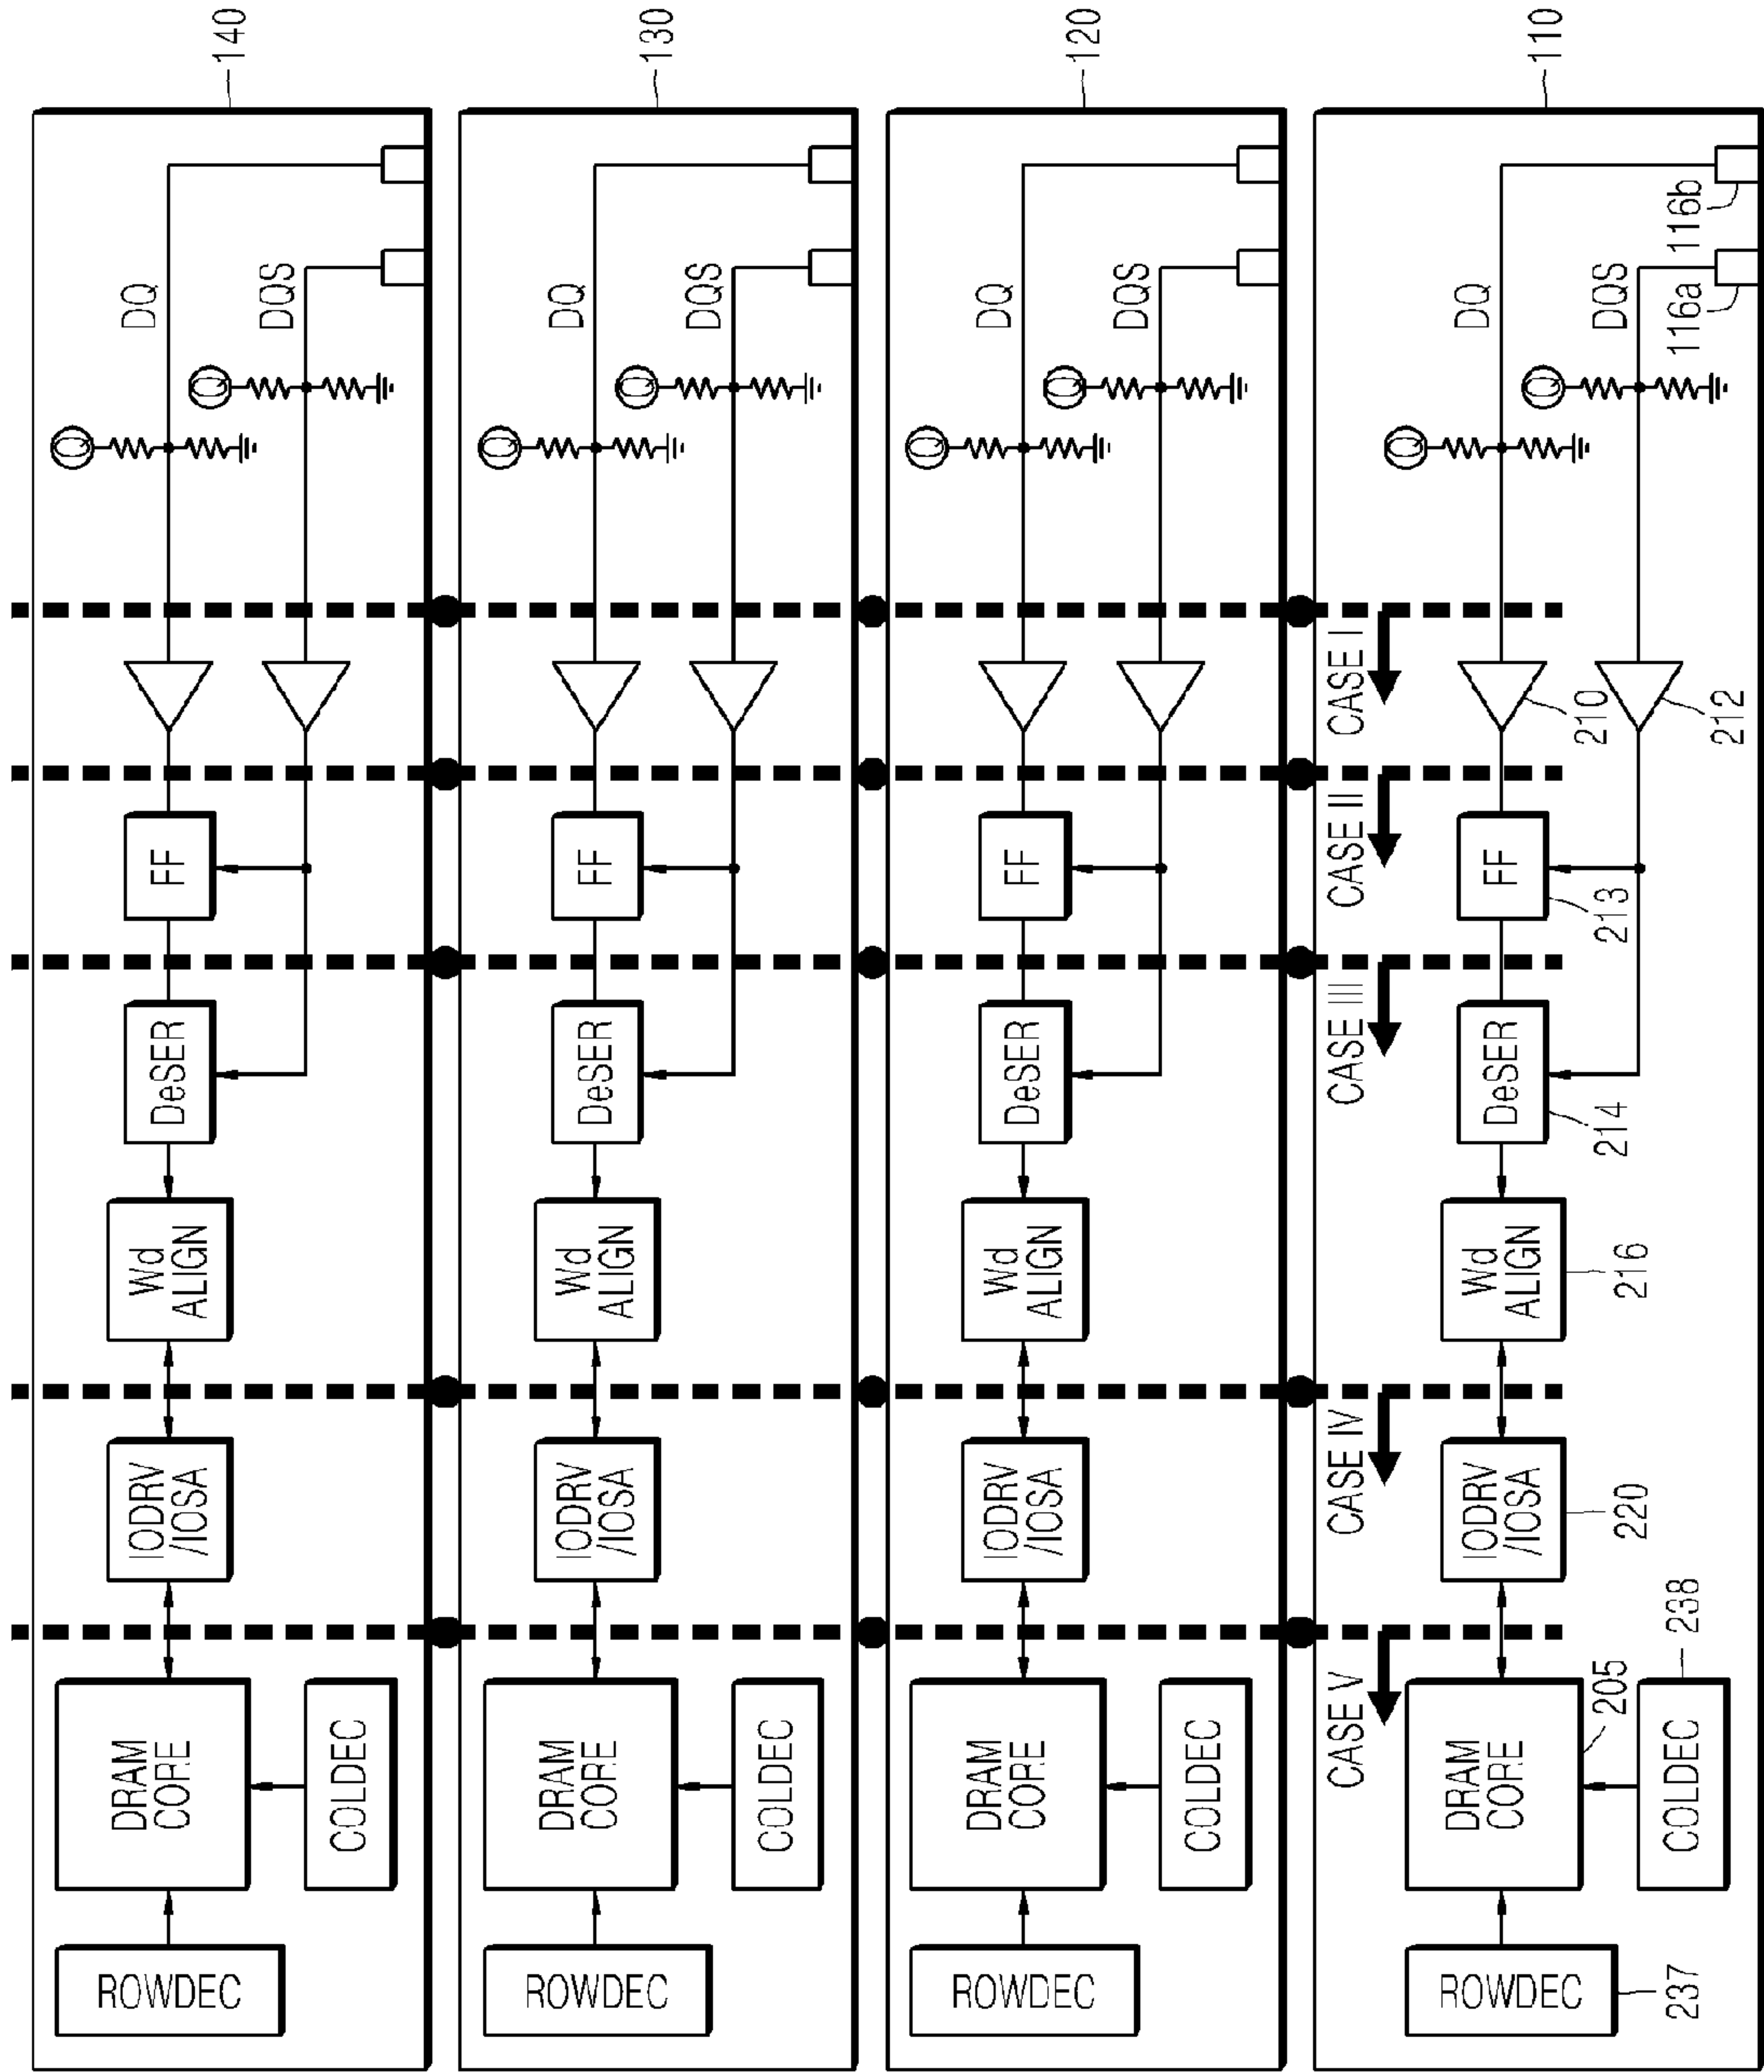 ROWDEC
237
DRAM
CORE
205
COLDEC
238
CASE V
IODRV
/IOSA
220
CASE IV
Wd
ALIGN
216
DeSER
214
CASE III
FF
213
CASE II
210
212
CASE I
Q
Q
DQ
DQS
116a
116b
110
ROWDEC
DRAM
CORE
COLDEC
IODRV
/IOSA
Wd
ALIGN
DeSER
FF
Q
Q
DQ
DQS
120
ROWDEC
DRAM
CORE
COLDEC
IODRV
/IOSA
Wd
ALIGN
DeSER
FF
Q
Q
DQ
DQS
130
ROWDEC
DRAM
CORE
COLDEC
IODRV
/IOSA
Wd
ALIGN
DeSER
FF
Q
Q
DQ
DQS
140